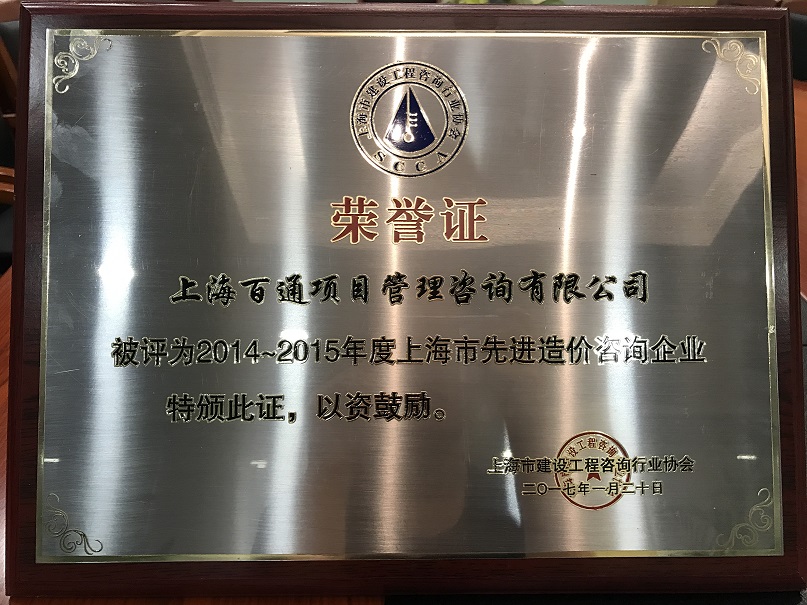 上海市建设工程咨询行业协会
SCCA
荣誉证
上海百通项目管理咨询有限公司
被评为2014~2015年度上海市先进造价咨询企业
特颁此证，以资鼓励。
上海市建设工程咨询行业协会
二〇一七年一月二十日